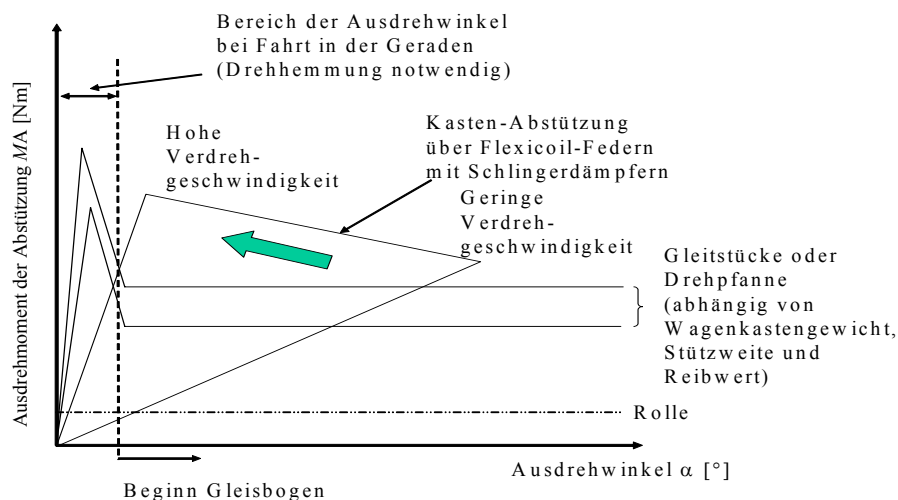 Bereich der Ausdrehwinkel
bei Fahrt in der Geraden
(Drehhemmung notwendig)
Ausdrehmoment der Abstützung MA [Nm]
Hohe
Verdreh-
geschwindigkeit
Kasten-Abstützung
über Flexicoil-Federn
mit Schlingerdämpfern
Geringe
Verdreh-
geschwindigkeit
Gleitstücke oder
Drehpfanne
(abhängig von
Wagenkastengewicht,
Stützweite und
Reibwert)
Rolle
Ausdrehwinkel α [°]
Beginn Gleisbogen